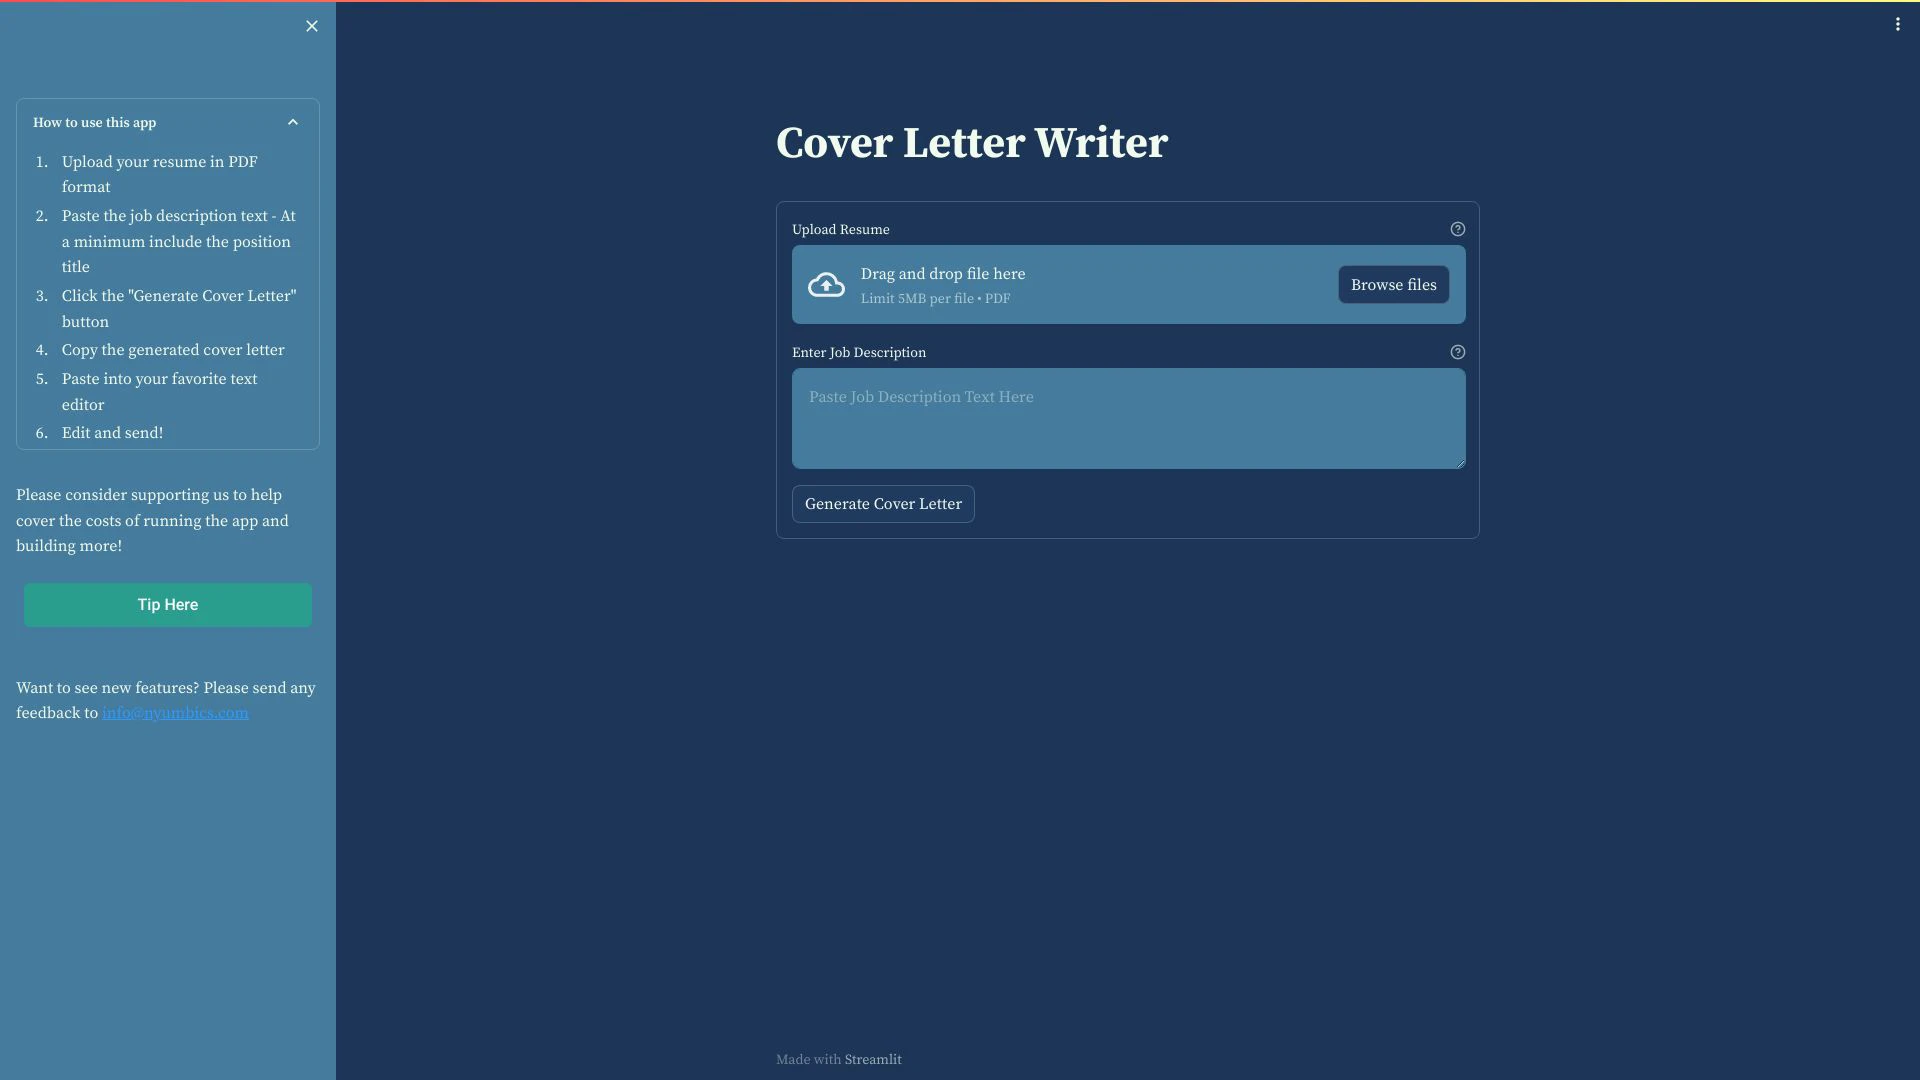 How to use this app
1. Upload your resume in PDF
format
2. Paste the job description text - At
a minimum include the position
title
3. Click the "Generate Cover Letter"
button
4. Copy the generated cover letter
5. Paste into your favorite text
editor
6. Edit and send!
Please consider supporting us to help
cover the costs of running the app and
building more!
Tip Here
Want to see new features? Please send any
feedback to info@nyumbics.com
Cover Letter Writer
Upload Resume
Drag and drop file here
Limit 5MB per file • PDF
Browse files
Enter Job Description
Paste Job Description Text Here
Generate Cover Letter
Made with Streamlit